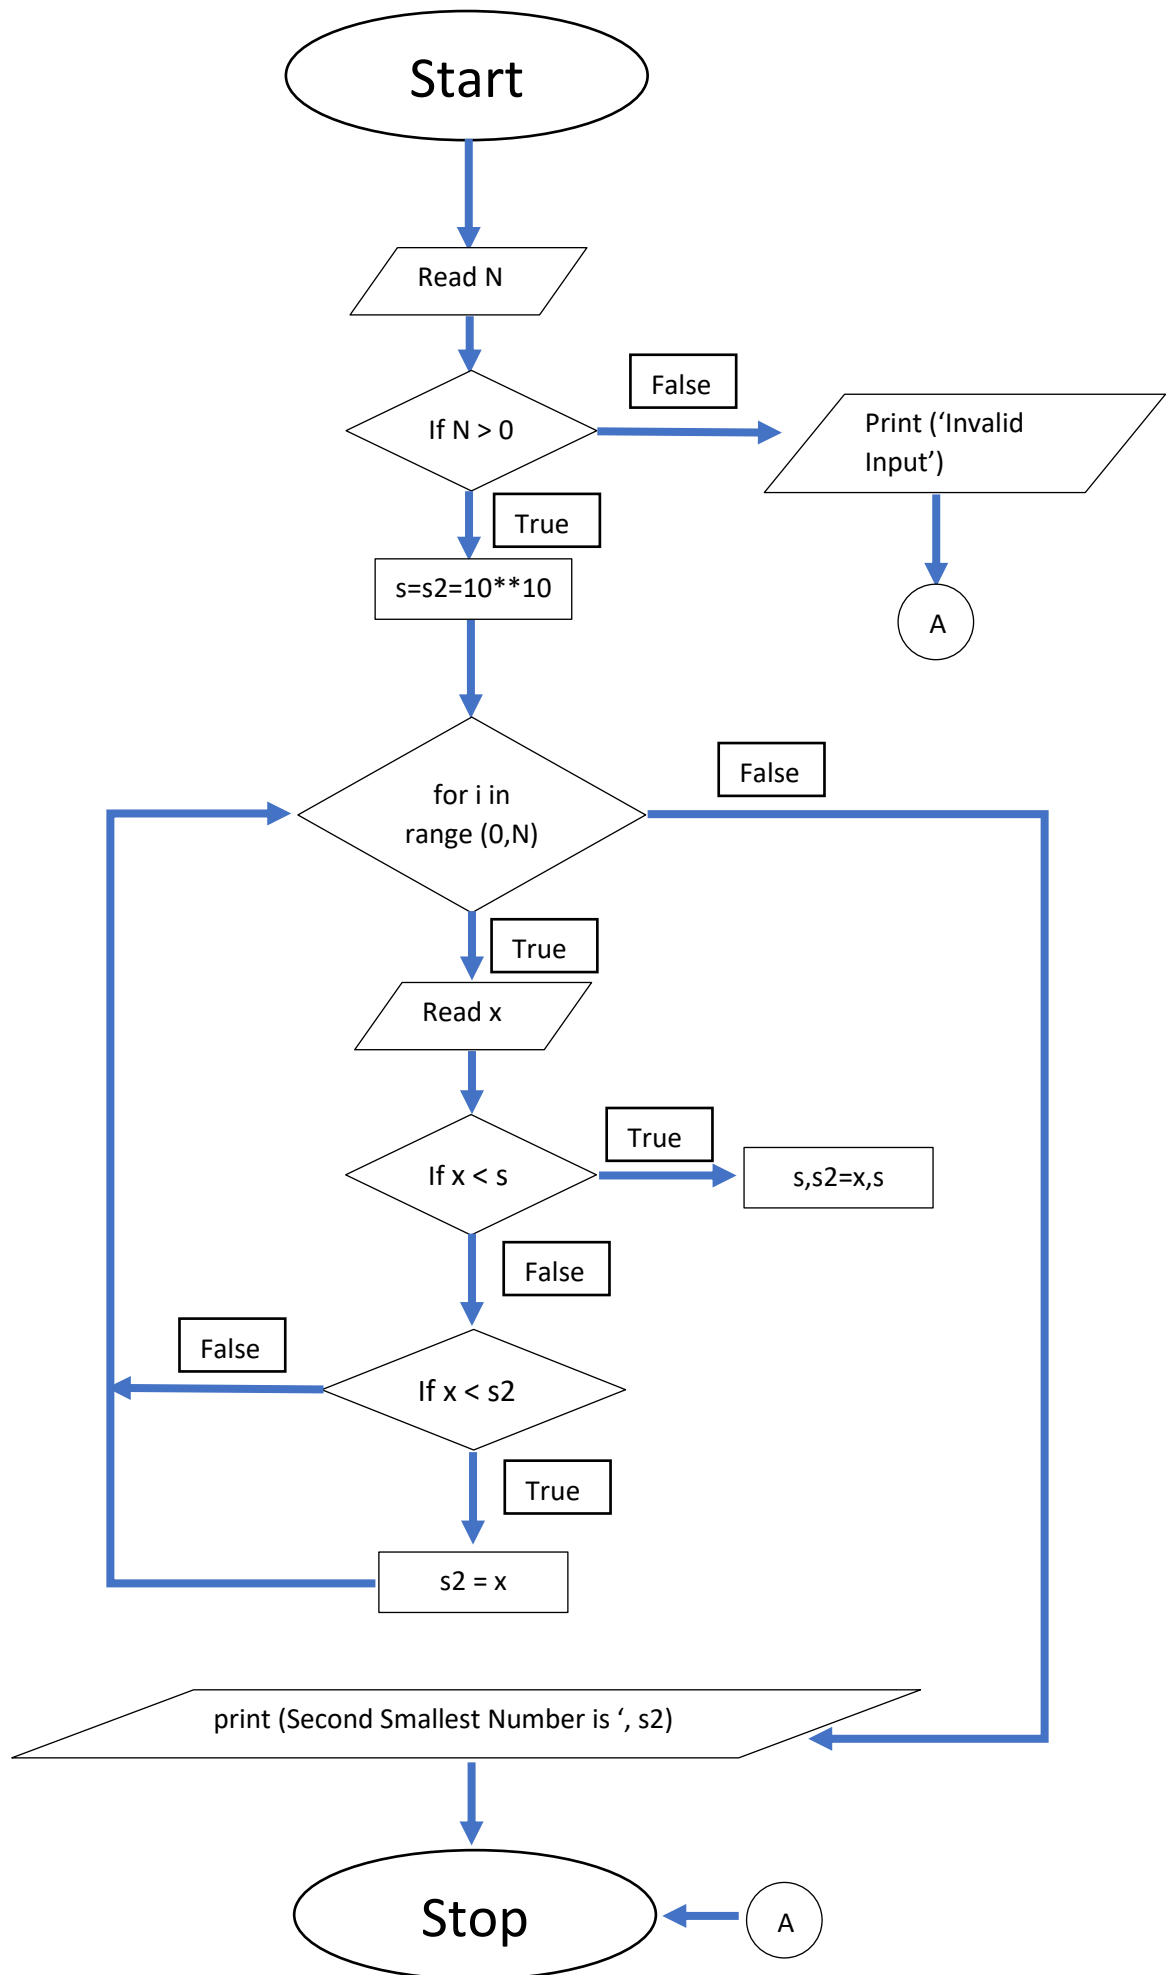 Start
Read N
If N > 0
False
Print (‘Invalid
Input’)
True
s=s2=10**10
A
for i in
range (0,N)
False
True
Read x
If x < s
True
s,s2=x,s
False
False
If x < s2
True
s2 = x
print (Second Smallest Number is ‘, s2)
Stop
A